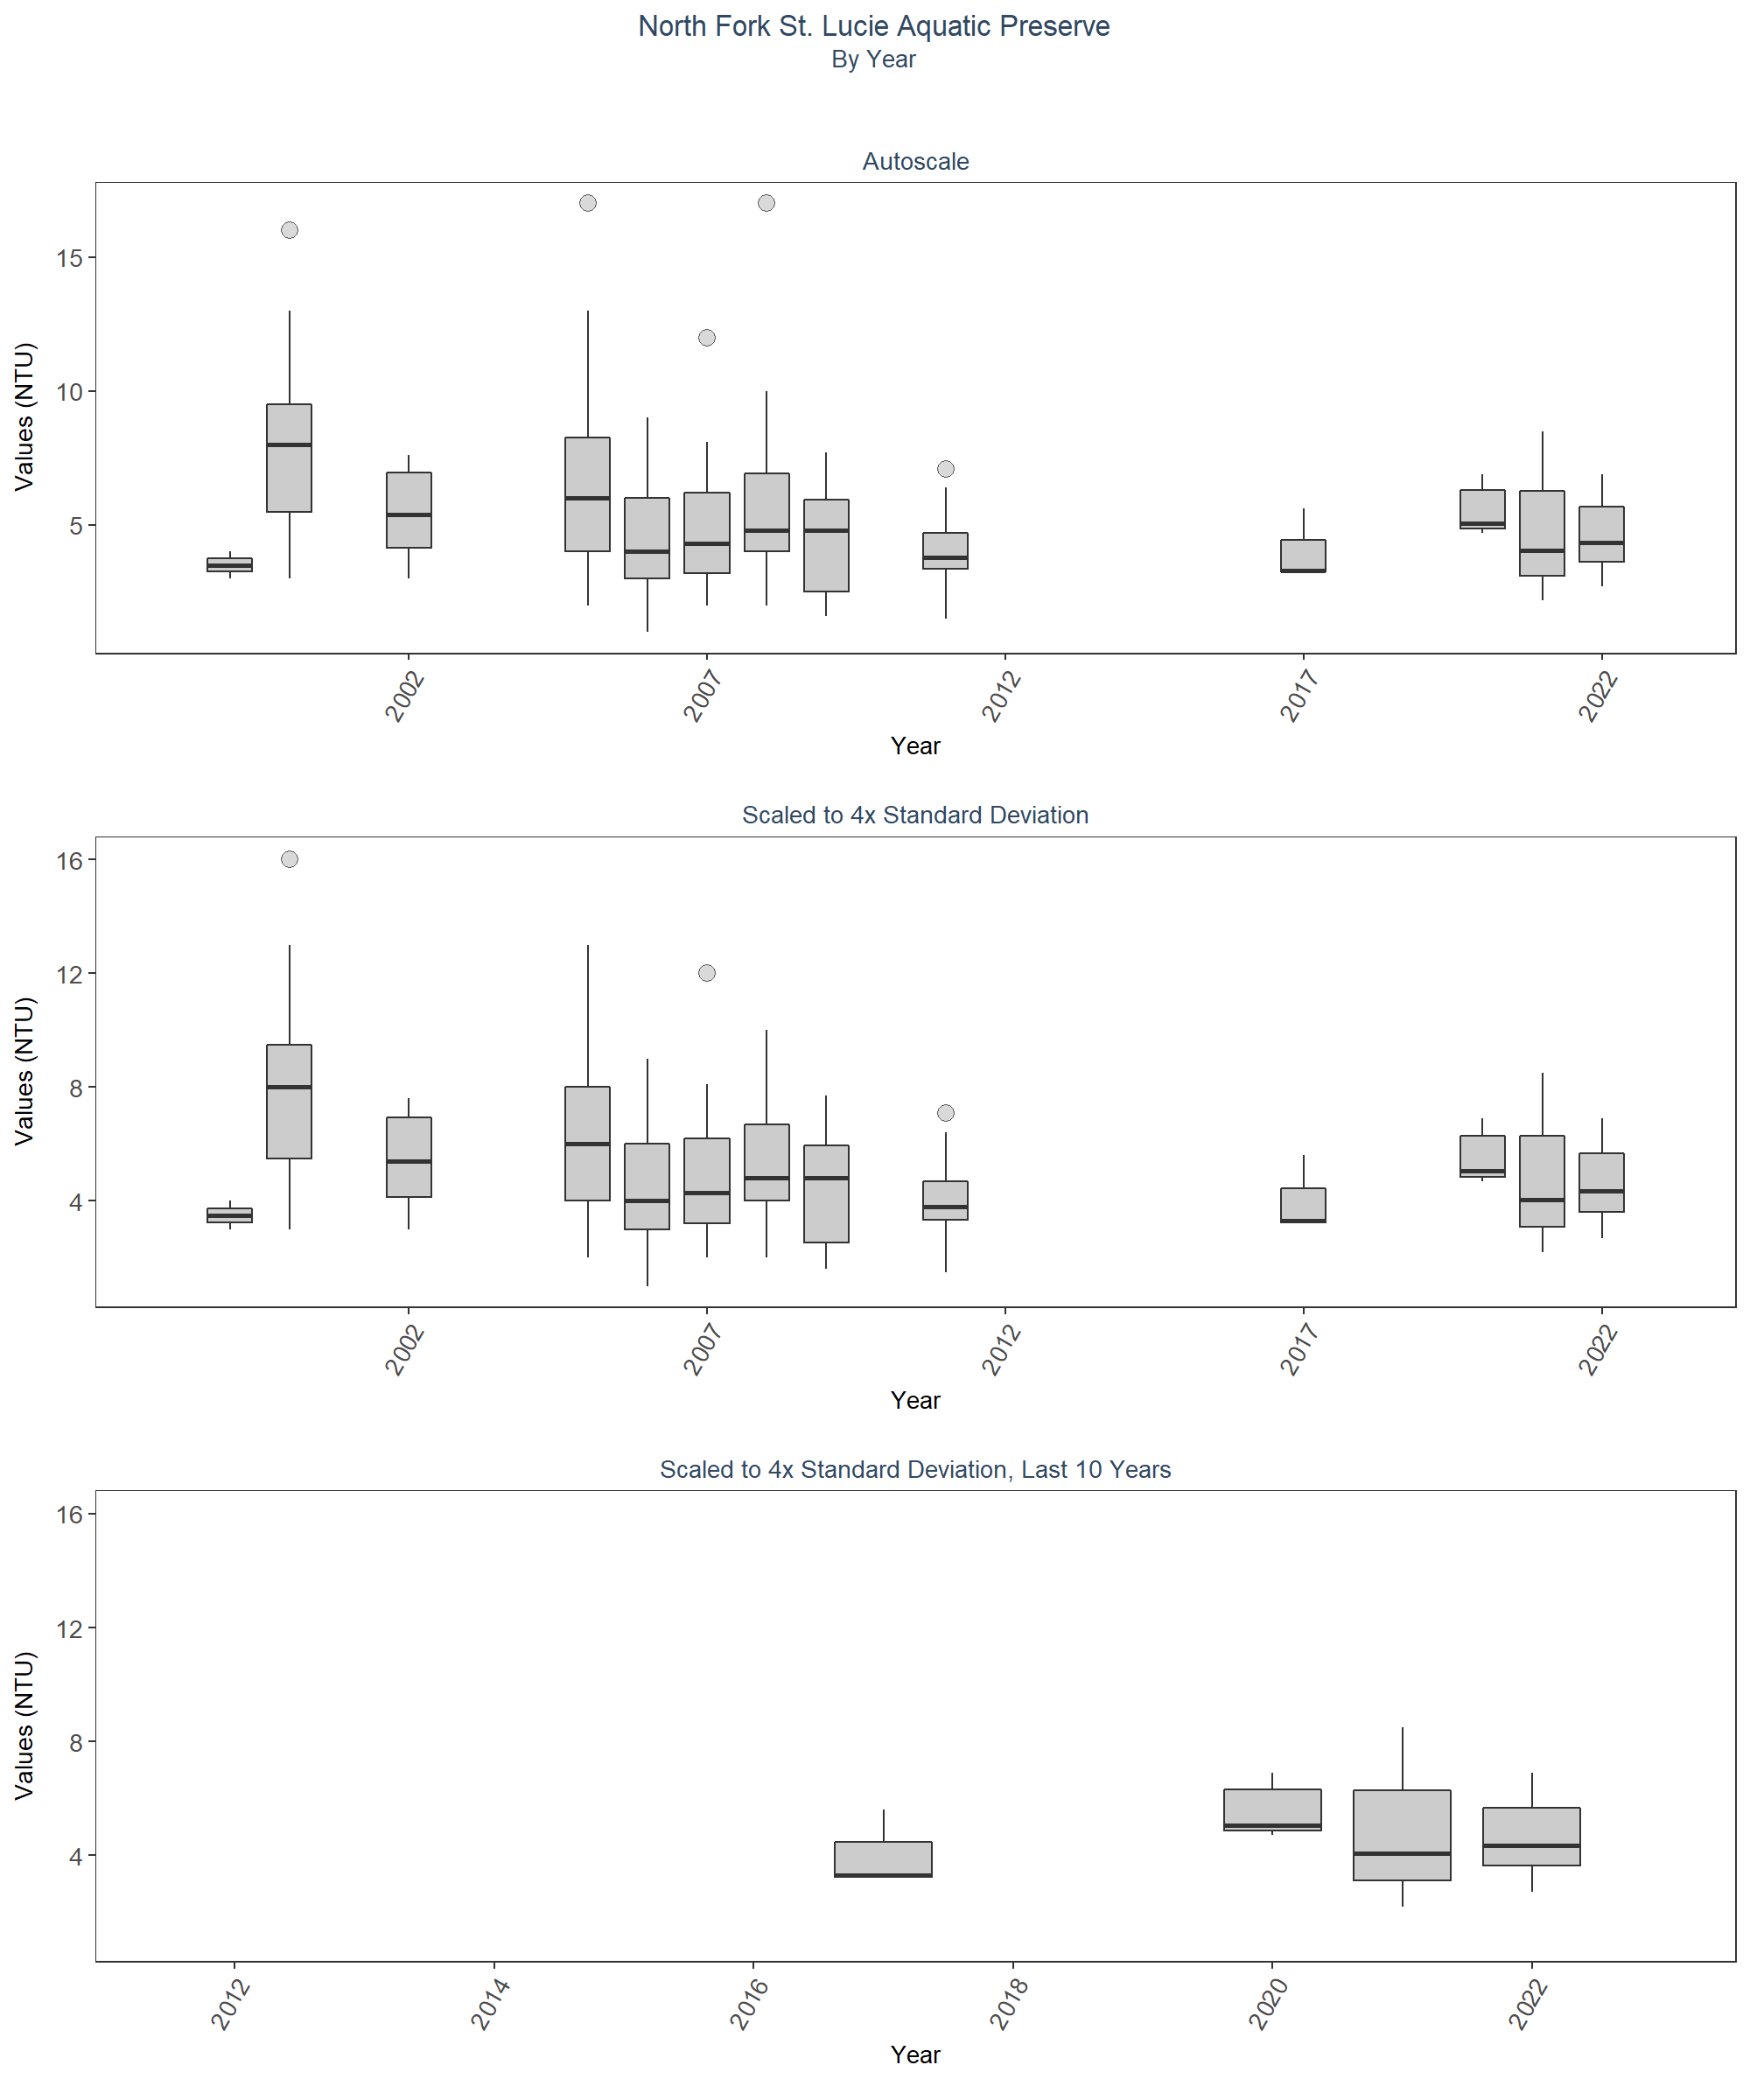 North Fork St. Lucie Aquatic Preserve
By Year
Autoscale
Values (NTU)
15
10
5
2002 2007 2012 2017 2022
Year
Scaled to 4x Standard Deviation
Values (NTU)
16
12
8
4
2002 2007 2012 2017 2022
Year
Scaled to 4x Standard Deviation, Last 10 Years
Values (NTU)
16
12
8
4
2012 2014 2016 2018 2020 2022
Year